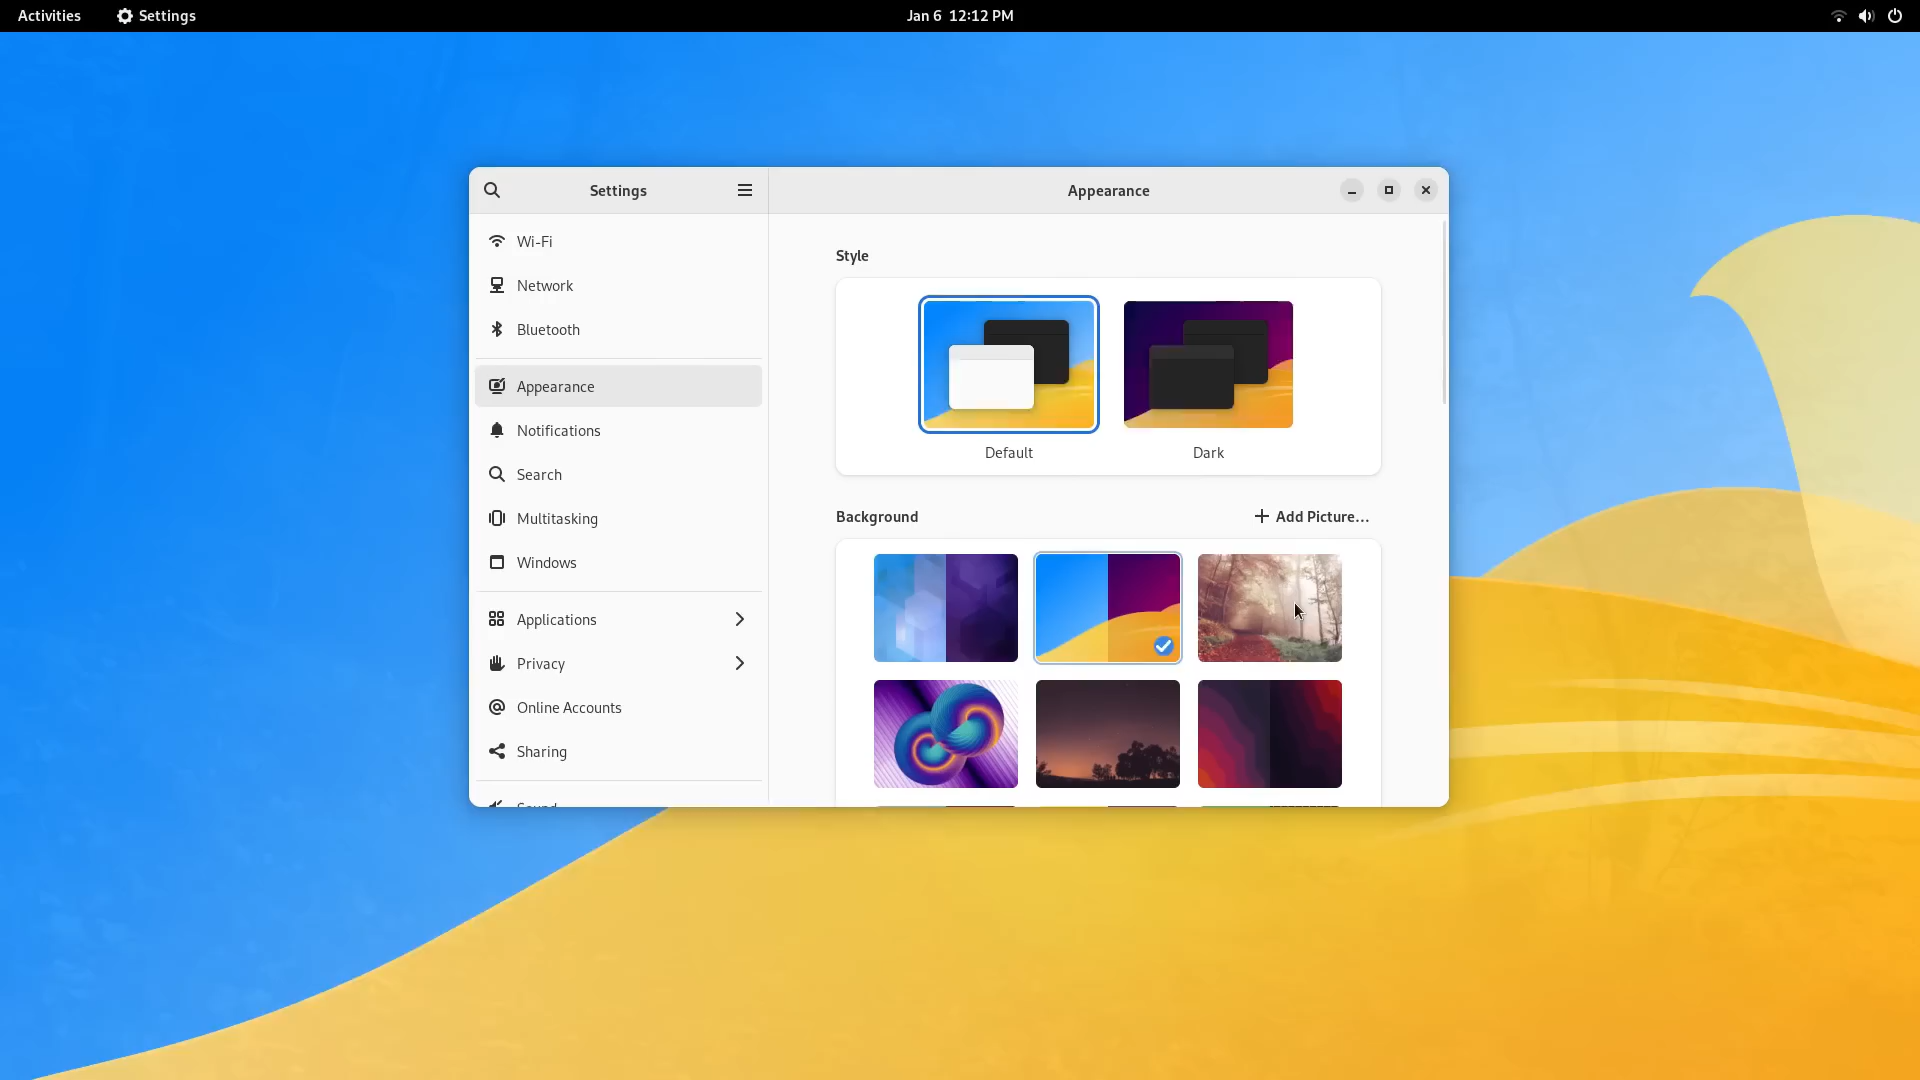 Activities
Settings
Jan 6 12:12 PM
Settings
Appearance
Wi-Fi
Network
Bluetooth
Appearance
Notifications
Search
Multitasking
Windows
Applications
Privacy
Online Accounts
Sharing
Sound
Style
Default
Dark
Background
Add Picture...